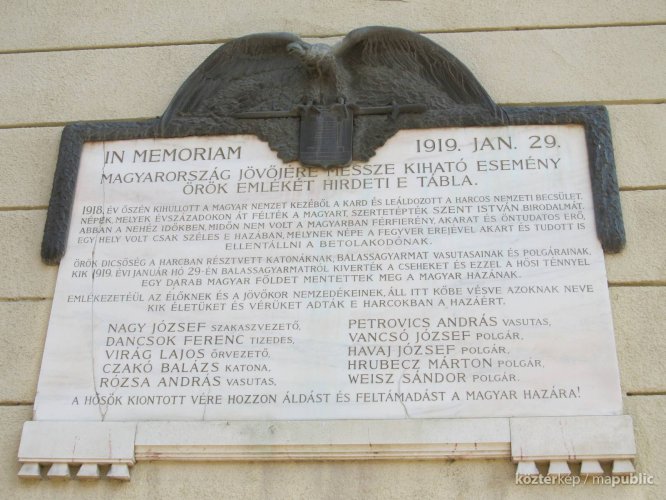 IN MEMORIAM 1919. JAN. 29.
MAGYARORSZÁG JÖVŐJÉRE MESSZE KIHATÓ ESEMÉNY
ÖRÖK EMLÉKÉT HIRDETI E TÁBLA.
1918. ÉV ŐSZÉN KIHULLOTT A MAGYAR NEMZET KEZÉBŐL A KARD ÉS LEÁLDOZOTT A HARCOS NEMZETI BECSÜLET.
NÉPEK, MELYEK ÉVSZÁZADOKON ÁT FÉLTÉK A MAGYART, SZERTETÉPTÉK SZENT ISTVÁN BIRODALMÁT.
ABBAN A NEHÉZ IDŐKBEN, MIDŐN NEM VOLT A MAGYARBAN FÉRFIERÉNY, AKARAT ÉS ÖNTUDATOS ERŐ,
EGY HELY VOLT CSAK SZÉLES E HAZÁBAN, MELYNEK NÉPE A FEGYVER EREJÉVEL AKART ÉS TUDOTT IS
ELLENTÁLLNI A BETOLAKODÓNAK.
ÖRÖK DICSŐSÉG A HARCBAN RÉSZTVETT KATONÁKNAK, BALASSAGYARMAT VASUTASAINAK ÉS POLGÁRAINAK.
KIK 1919. ÉVI JANUÁR HÓ 29-ÉN BALASSAGYARMATRÓL KIVERTÉK A CSEHEKET ÉS EZZEL A HŐSI TÉNNYEL
EGY DARAB MAGYAR FÖLDET MENTETTEK MEG A MAGYAR HAZÁNAK.
EMLÉKEZETÉÜL AZ ÉLŐKNEK ÉS A JÖVŐKOR NEMZEDÉKEINEK, ÁLL ITT KŐBE VÉSVE AZOKNAK NEVE
KIK ÉLETÜKET ÉS VÉRÜKET ADTÁK E HARCOKBAN A HAZÁÉRT.
NAGY JÓZSEF SZAKASZVEZETŐ,
DANCSOK FERENC TIZEDES,
VIRÁG LAJOS ŐRVEZETŐ,
CZAKÓ BALÁZS KATONA,
RÓZSA ANDRÁS VASUTAS,
PETROVICS ANDRÁS VASUTAS,
VANCSÓ JÓZSEF POLGÁR,
HAVAJ JÓZSEF POLGÁR,
HRUBECZ MÁRTON POLGÁR,
WEISZ SÁNDOR POLGÁR.
A HŐSÖK KIONTOTT VÉRE HOZZON ÁLDÁST ÉS FELTÁMADÁST A MAGYAR HAZÁRA!
köztérkép / mapublic